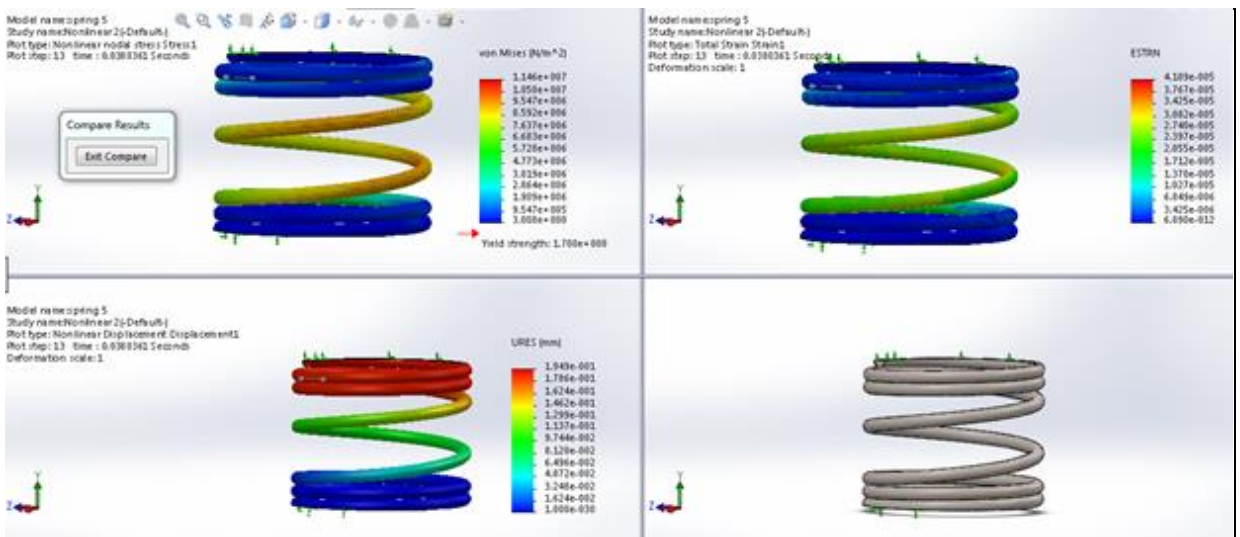 Model name:spring 5
Study name:Nonlinear 2(-Default-)
Plot type: Nonlinear nodal stress Stress1
Plot step: 13 time : 0.0380361 Seconds
von Mises (N/m^2)
1.146e+007
1.050e+007
9.547e+006
8.592e+006
7.637e+006
6.683e+006
5.728e+006
4.773e+006
3.819e+006
2.864e+006
1.909e+006
9.547e+005
Yield strength:
Compare Results
Exit Compare
Y
Z
Model name:spring 5
Study name:Nonlinear 2(-Default-)
Plot type: Total Strain Strain1
Plot step: 13 time : 0.0380361 Seconds
Deformation scale: 1
ESTRN
4.109e-005
3.767e-005
3.425e-005
3.082e-005
2.740e-005
2.397e-005
2.055e-005
1.712e-005
1.370e-005
1.027e-005
6.849e-006
3.425e-006
Y
Z
Model name:spring 5
Study name:Nonlinear 2(-Default-)
Plot type: Nonlinear Displacement Displacement1
Plot step: 13 time : 0.0380361 Seconds
Deformation scale: 1
URES (mm)
1.949e-001
1.786e-001
1.624e-001
1.462e-001
1.299e-001
1.137e-001
9.744e-002
8.120e-002
6.496e-002
4.872e-002
3.248e-002
1.624e-002
1.000e-030
Y
Z
Y
Z